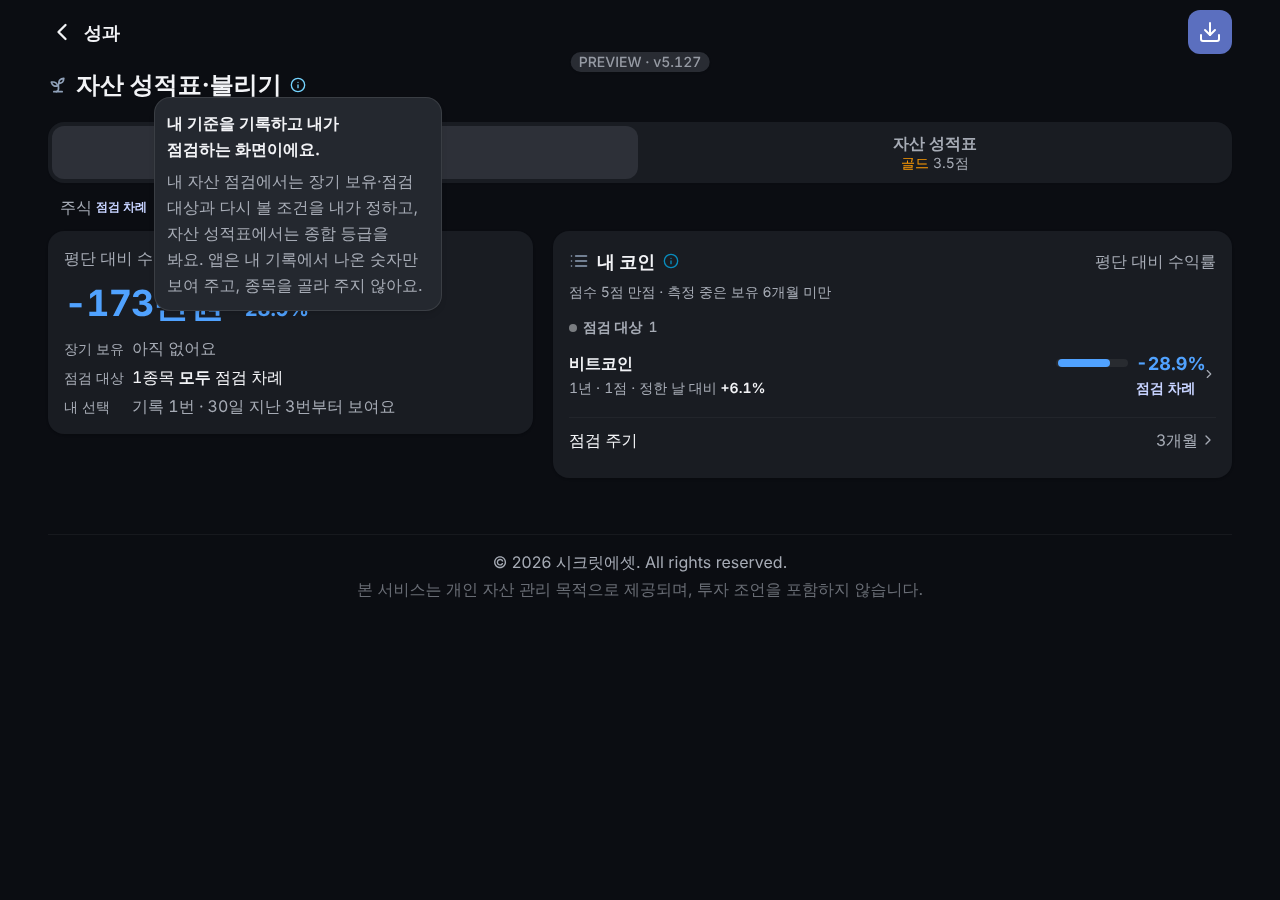 성과
PREVIEW · v5.127
자산 성적표·불리기
내 기준을 기록하고 내가
점검하는 화면이에요.
내 자산 점검에서는 장기 보유·점검
대상과 다시 볼 조건을 내가 정하고,
자산 성적표에서는 종합 등급을
봐요. 앱은 내 기록에서 나온 숫자만
보여 주고, 종목을 골라 주지 않아요.
자산 성적표
골드 3.5점
주식 점검 차례
평단 대비 수
-173
장기 보유 아직 없어요
점검 대상 1종목 모두 점검 차례
내 선택 기록 1번 · 30일 지난 3번부터 보여요
내 코인
평단 대비 수익률
점수 5점 만점 · 측정 중은 보유 6개월 미만
점검 대상 1
비트코인
-28.9%
1년 · 1점 · 정한 날 대비 +6.1%
점검 차례
점검 주기
3개월
© 2026 시크릿에셋. All rights reserved.
본 서비스는 개인 자산 관리 목적으로 제공되며, 투자 조언을 포함하지 않습니다.